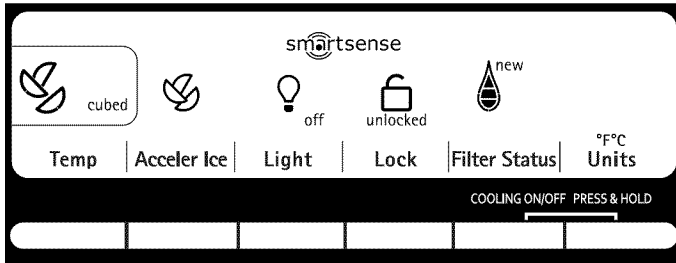 smartsense
new
cubed
off
unlocked
°F°C
Temp
Acceler Ice
Light
Lock
Filter Status
Units
COOLING ON/OFF PRESS & HOLD